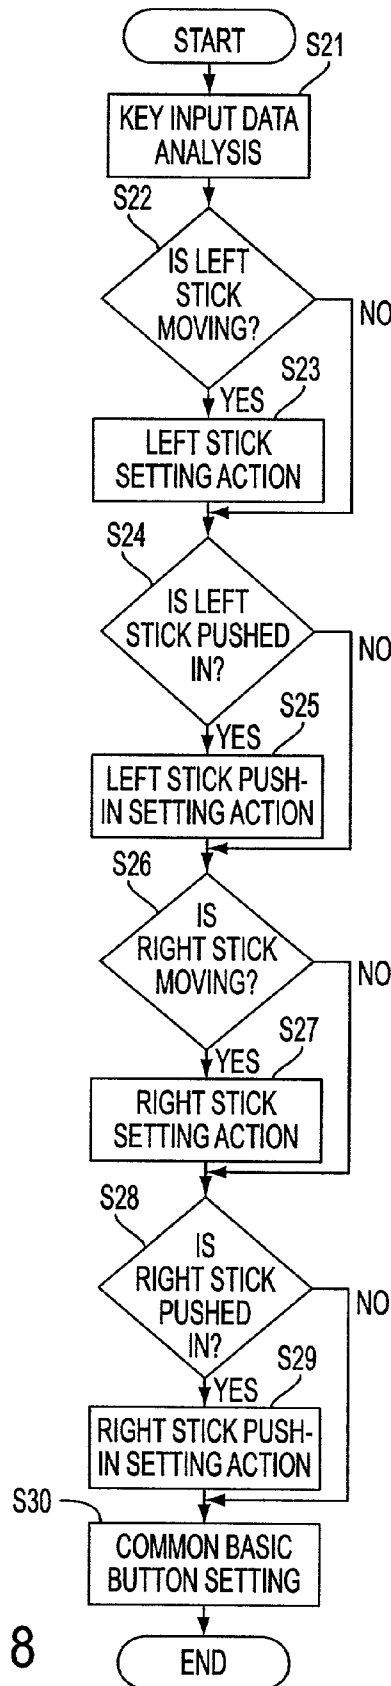 START
S21
KEY INPUT DATA
ANALYSIS
S22
IS LEFT
STICK
MOVING?
NO
YES
S23
LEFT STICK
SETTING ACTION
S24
IS LEFT
STICK PUSHED
IN?
NO
YES
S25
LEFT STICK PUSH-
IN SETTING ACTION
S26
IS
RIGHT STICK
MOVING?
NO
YES
S27
RIGHT STICK
SETTING ACTION
S28
IS
RIGHT STICK
PUSHED
IN?
NO
YES
S29
RIGHT STICK PUSH-
IN SETTING ACTION
S30
COMMON BASIC
BUTTON SETTING
8
END